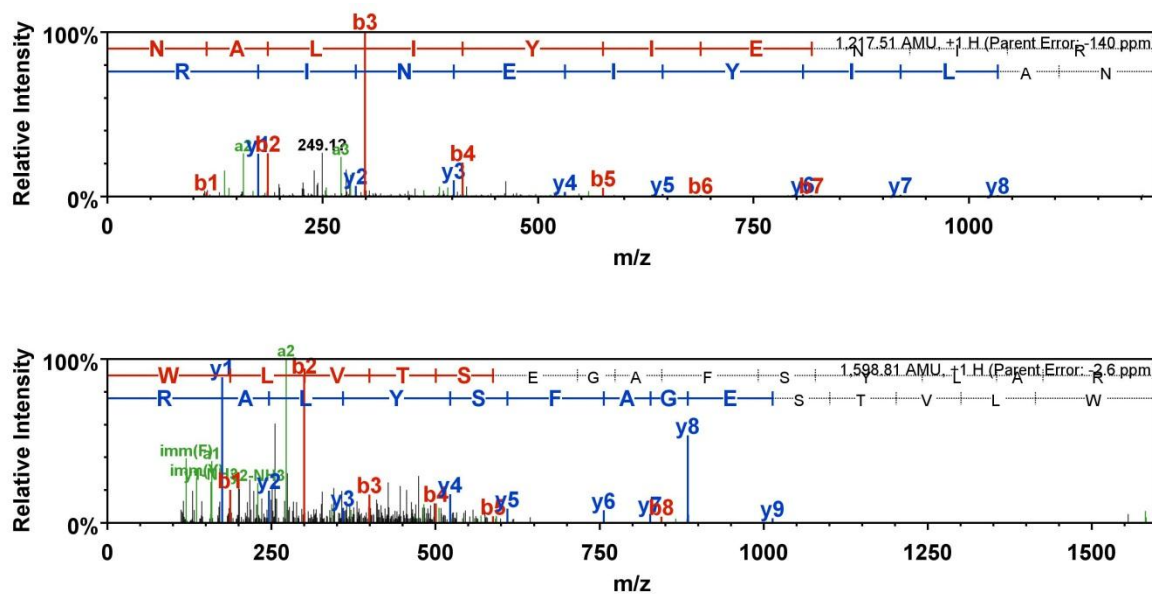 b3
100%
N A L I Y I E N I R
1,217.51 AMU, +1 H (Parent Error: -140 ppm)
R I N E I Y I L A N
Relative Intensity
a2 y1 b2 249.12 a3
b1 y2 y3 b4 y4 b5 y5 b6 y6 b7 y7 y8
0%
0 250 500 750 1000
m/z
a2
100%
y1 b2
W L V T S E G A F S Y L A R
1,598.81 AMU, +1 H (Parent Error: -2.6 ppm)
R A L Y S F A G E S T V L W
Relative Intensity
y8
imm(F) a1
b1 y2 y3 b3 b4 y4 b5 y5 y6 y7 b8 y9
0%
0 250 500 750 1000 1250 1500
m/z